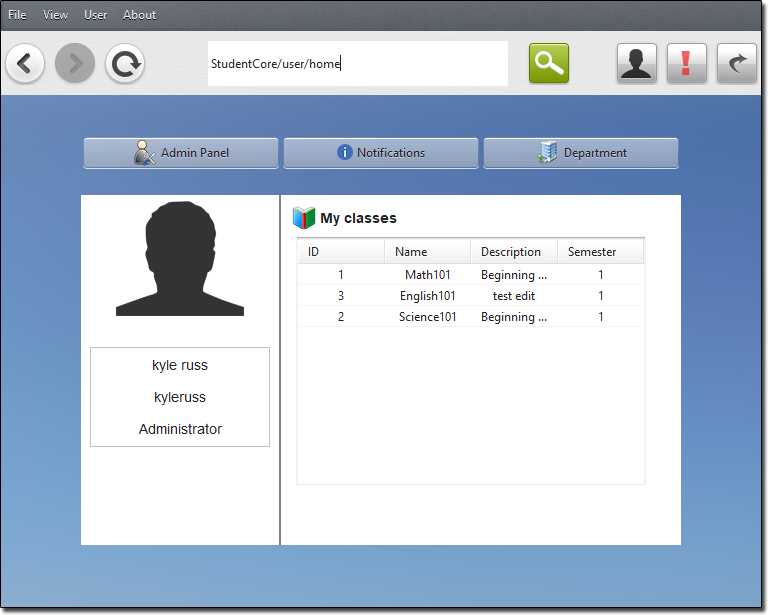 File View User About
StudentCore/user/home
Admin Panel Notifications Department
My classes
ID Name Description Semester
1 Math101 Beginning ... 1
3 English101 test edit 1
2 Science101 Beginning ... 1
kyle russ
kyleruss
Administrator